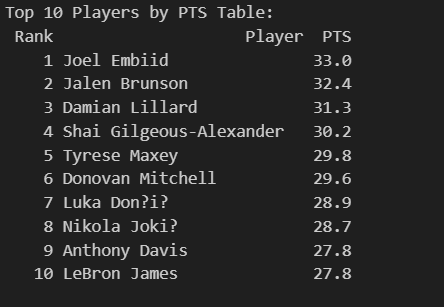 Top 10 Players by PTS Table:
Rank Player PTS
1 Joel Embiid 33.0
2 Jalen Brunson 32.4
3 Damian Lillard 31.3
4 Shai Gilgeous-Alexander 30.2
5 Tyrese Maxey 29.8
6 Donovan Mitchell 29.6
7 Luka Don?i? 28.9
8 Nikola Joki? 28.7
9 Anthony Davis 27.8
10 LeBron James 27.8